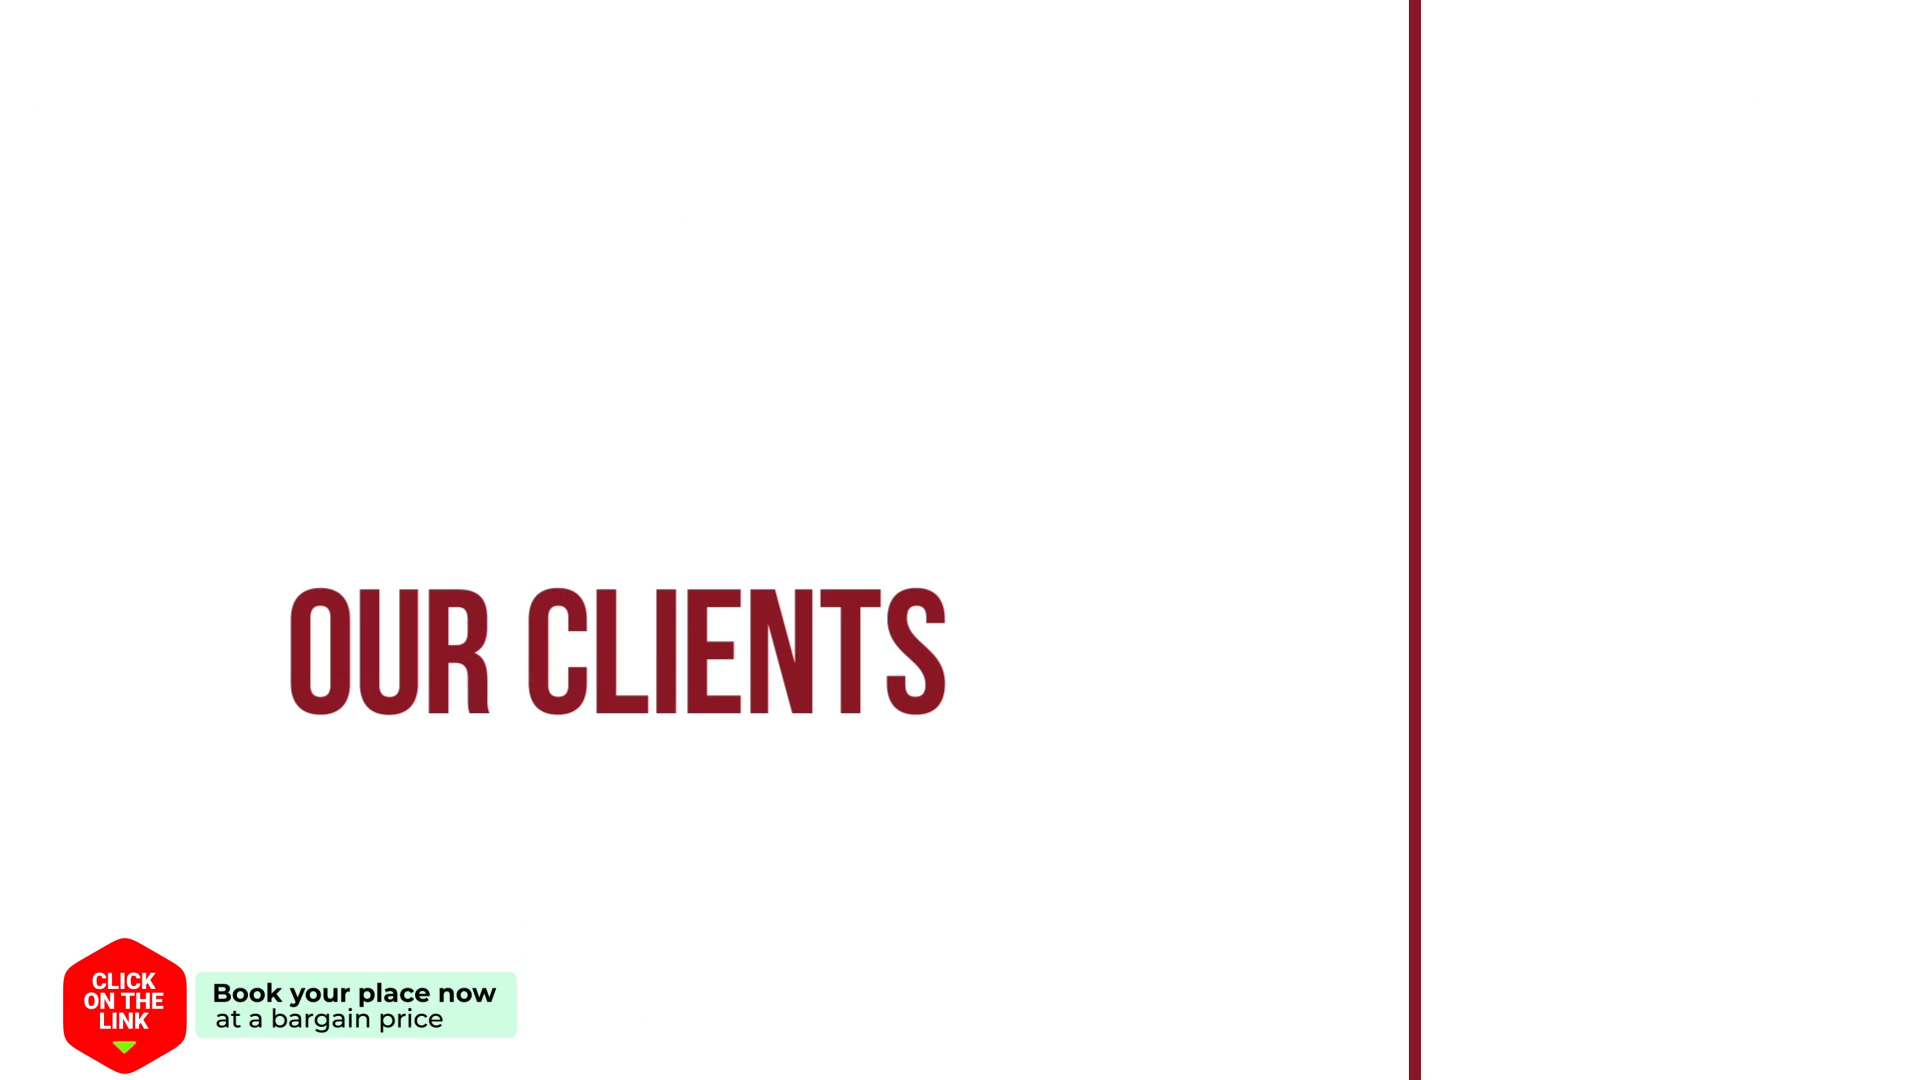 OUR CLIENTS
CLICK
ON THE
LINK
Book your place now
at a bargain price